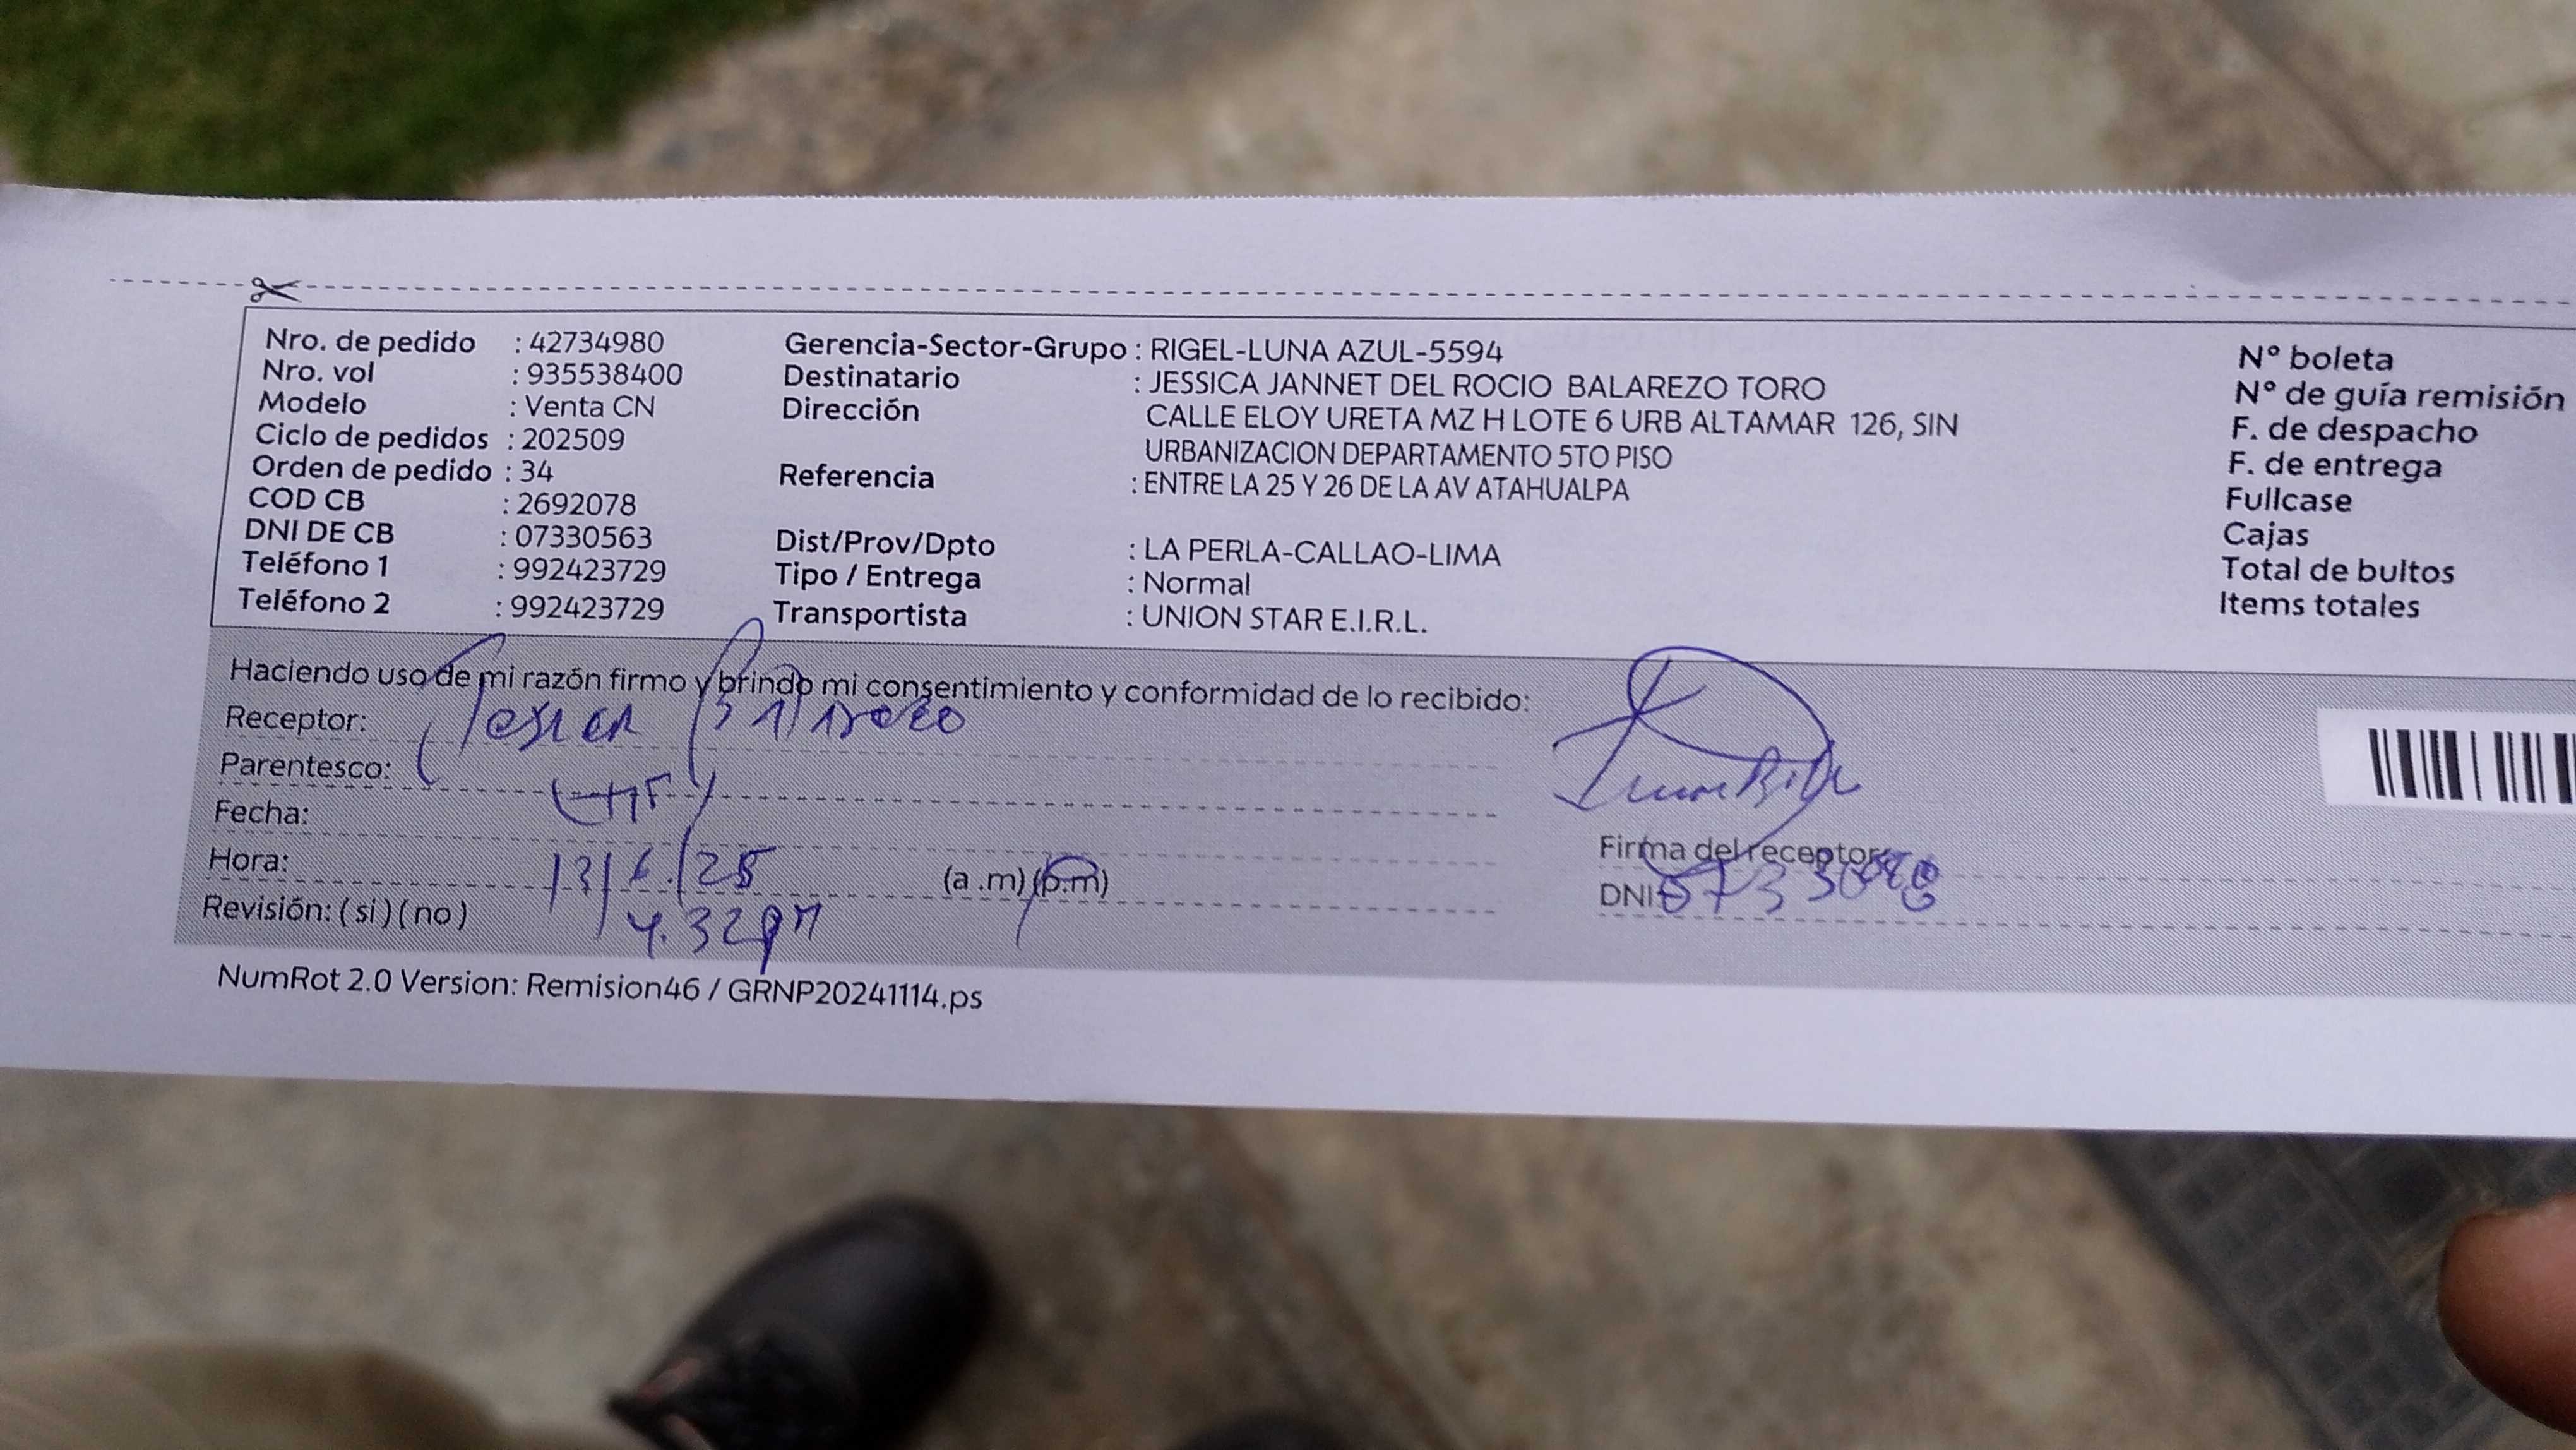 Nro. de pedido : 42734980
Nro. vol : 935538400
Modelo : Venta CN
Ciclo de pedidos : 202509
Orden de pedido : 34
COD CB : 2692078
DNI DE CB : 07330563
Teléfono 1 : 992423729
Teléfono 2 : 992423729
Gerencia-Sector-Grupo : RIGEL-LUNA AZUL-5594
Destinatario : JESSICA JANNET DEL ROCIO BALAREZO TORO
Dirección CALLE ELOY URETA MZ H LOTE 6 URB ALTAMAR 126, SIN
URBANIZACION DEPARTAMENTO 5TO PISO
Referencia : ENTRE LA 25 Y 26 DE LA AV ATAHUALPA
Dist/Prov/Dpto : LA PERLA-CALLAO-LIMA
Tipo / Entrega : Normal
Transportista : UNION STAR E.I.R.L.
N° boleta
N° de guía remisión
F. de despacho
F. de entrega
Fullcase
Cajas
Total de bultos
Items totales
Haciendo uso de mi razón firmo y brindo mi consentimiento y conformidad de lo recibido:
Receptor:
Parentesco:
Fecha:
Hora: 13/6/25 (a .m) (p.m)
Revisión: ( si ) ( no ) 4.32pm
Firma del receptor
DNI
NumRot 2.0 Version: Remision46 / GRNP20241114.ps